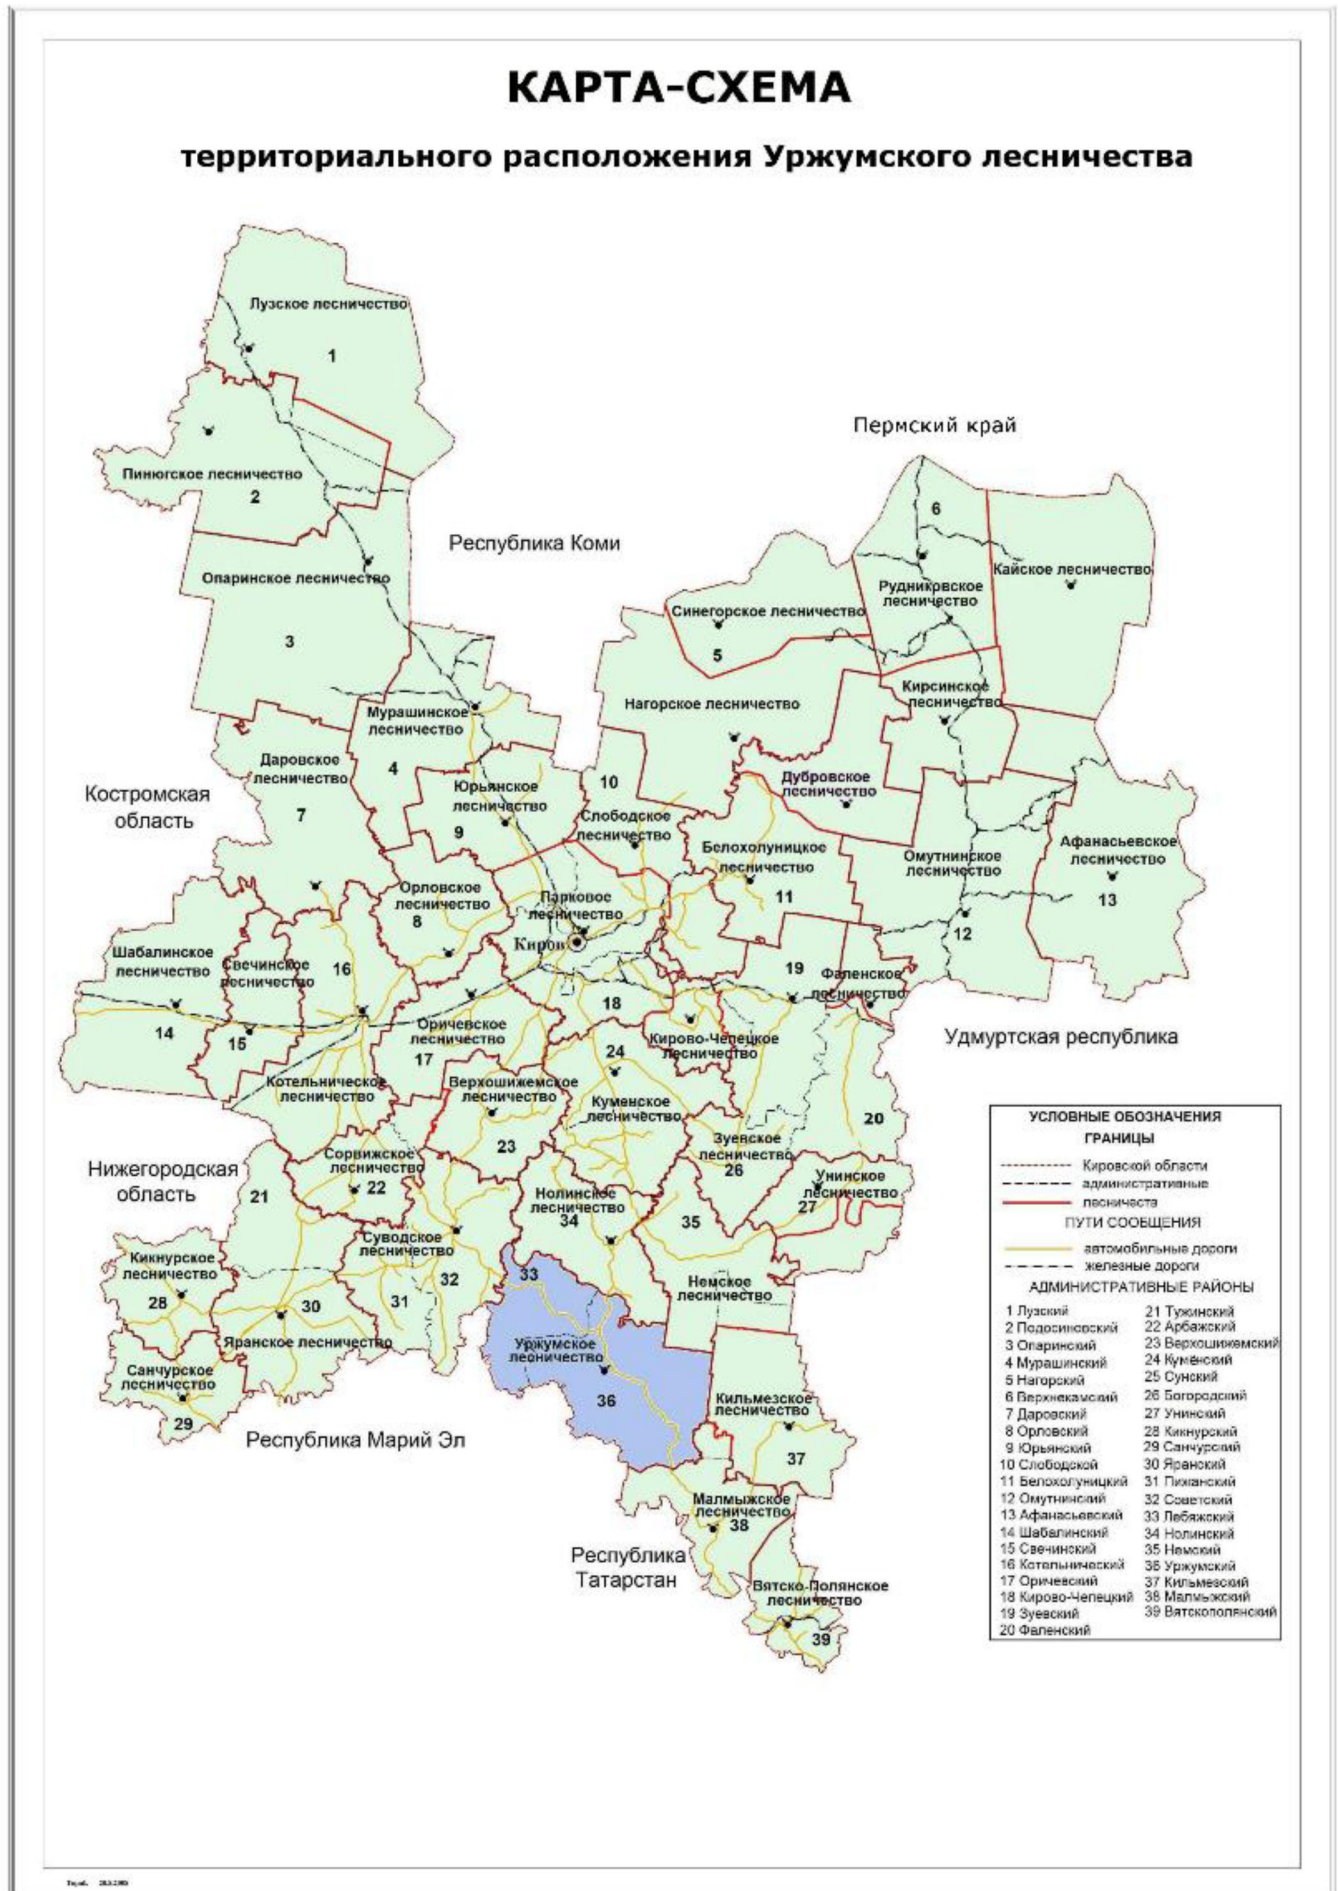 КАРТА-СХЕМА
территориального расположения Уржумского лесничества
Лузское лесничество
1
Пермский край
Пинюгское лесничество
2
6
Республика Коми
Опаринское лесничество
Кайское лесничество
Рудниковское
лесничество
Синегорское лесничество
3
5
Кирсинское
лесничество
Нагорское лесничество
Мурашинское
лесничество
4
Даровское
лесничество
7
Костромская
область
10
Дубровское
лесничество
Юрьянское
лесничество
9
Слободское
лесничество
Белохолуницкое
лесничество
11
Омутнинское
лесничество
12
Афанасьевское
лесничество
13
Орловское
лесничество
8
Парковое
лесничество
Киров
Шабалинское
лесничество
14
Свечинское
лесничество
15
16
19
Фаленское
лесничество
18
Оричевское
лесничество
17
24
Кирово-Чепецкое
лесничество
Удмуртская республика
Котельническое
лесничество
Верхошижемское
лесничество
23
Куменское
лесничество
20
Зуевское
лесничество
26
Нижегородская
область
Сорвижское
лесничество
22
21
Унинское
лесничество
27
Нолинское
лесничество
34
35
Суводское
лесничество
32
Кикнурское
лесничество
28
33
Немское
лесничество
30
31
Яранское лесничество
Уржумское
лесничество
36
Санчурское
лесничество
29
Кильмезское
лесничество
37
Республика Марий Эл
Малмыжское
лесничество
38
Республика
Татарстан
Вятско-Полянское
лесничество
39
УСЛОВНЫЕ ОБОЗНАЧЕНИЯ
ГРАНИЦЫ
Кировской области
административные
леснинеста
ПУТИ СООБЩЕНИЯ
автомобильные дороги
железные дороги
АДМИНИСТРАТИВНЫЕ РАЙОНЫ
1 Лузский
2 Подосиновский
3 Опаринский
4 Мурашинский
5 Нагорский
6 Верхнекамский
7 Даровский
8 Орловский
9 Юрьянский
10 Слободской
11 Белохолуницкий
12 Омутнинский
13 Афанасьевский
14 Шабалинский
15 Свечинский
16 Котельнический
17 Оричевский
18 Кирово-Чепецкий
19 Зуевский
20 Фаленский
21 Тужинский
22 Арбажский
23 Верхошижемский
24 Куменский
25 Сунский
26 Богородский
27 Унинский
28 Кикнурский
29 Санчурский
30 Яранский
31 Пижанский
32 Советский
33 Лебяжский
34 Нолинский
35 Немский
36 Уржумский
37 Кильмезский
38 Малмыжский
39 Вятскополянский